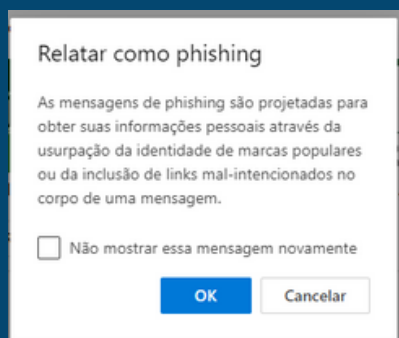 Relatar como phishing
As mensagens de phishing são projetadas para
obter suas informações pessoais através da
usurpação da identidade de marcas populares
ou da inclusão de links mal-intencionados no
corpo de uma mensagem.
Não mostrar essa mensagem novamente
OK
Cancelar